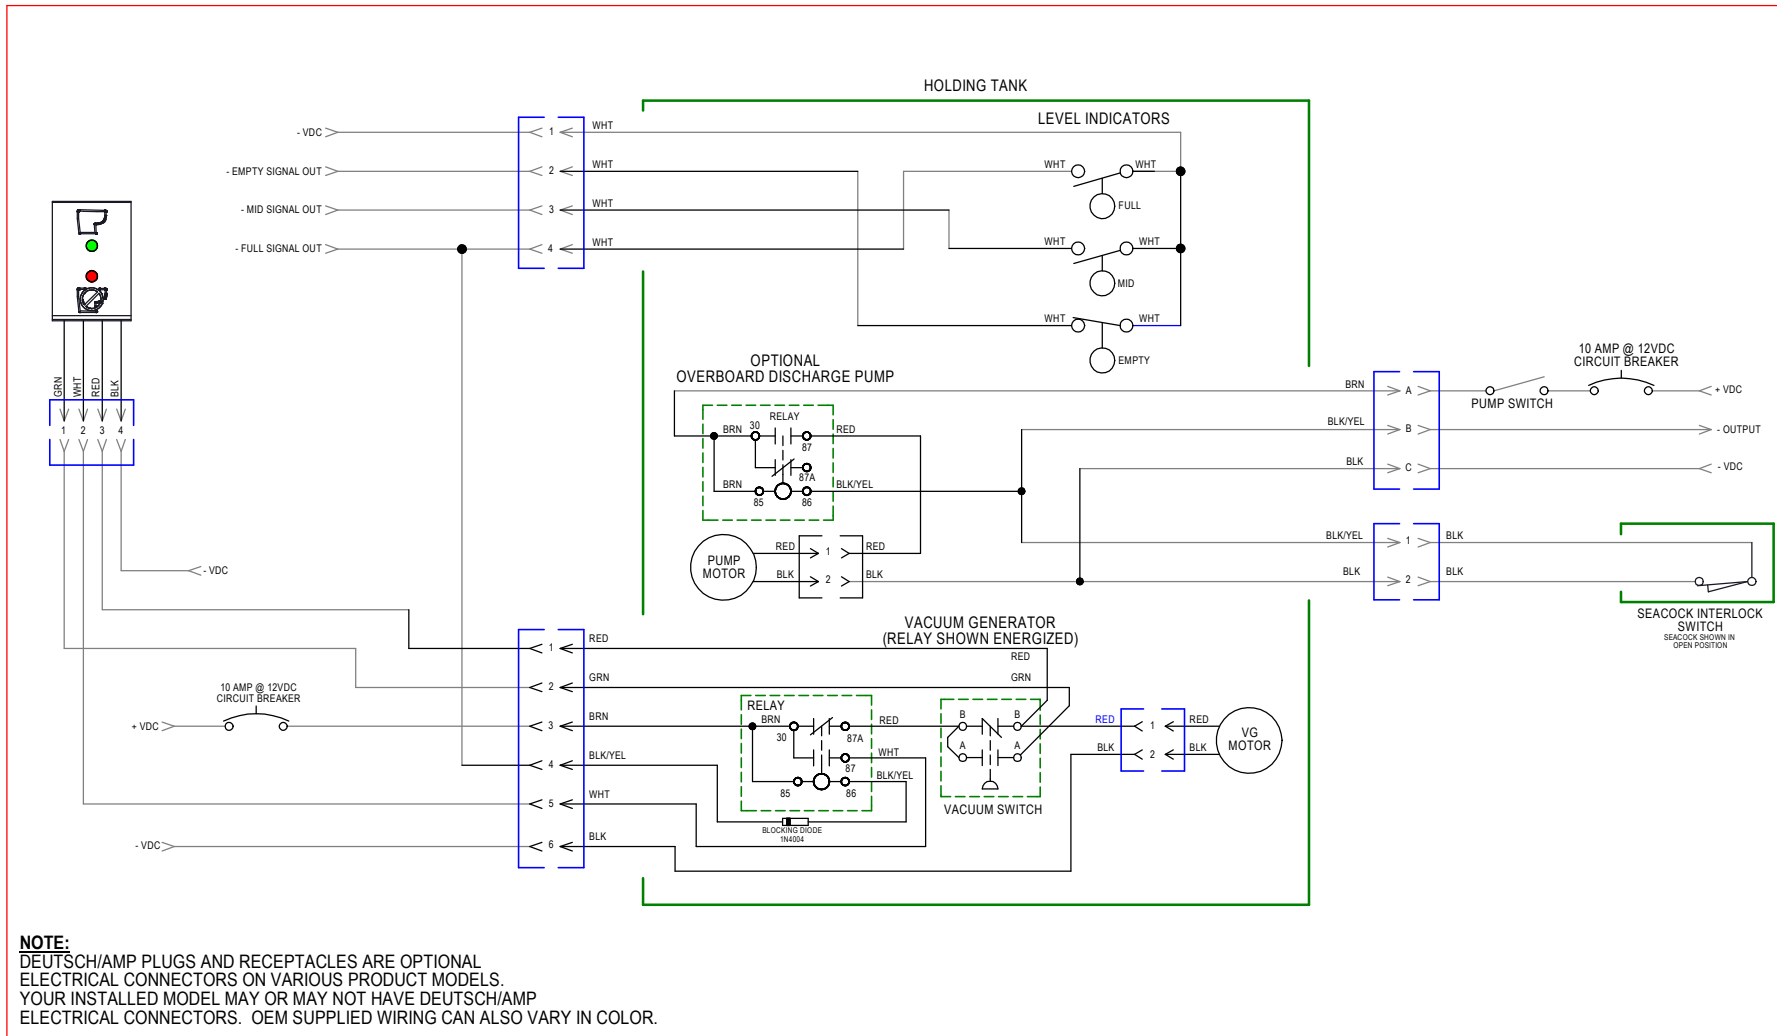 HOLDING TANK
LEVEL INDICATORS
- VDC
1
WHT
- EMPTY SIGNAL OUT
2
WHT
WHT
WHT
FULL
- MID SIGNAL OUT
3
WHT
- FULL SIGNAL OUT
4
WHT
WHT
WHT
MID
WHT
WHT
EMPTY
GRN
WHT
RED
BLK
1
2
3
4
- VDC
OPTIONAL
OVERBOARD DISCHARGE PUMP
RELAY
BRN
30
RED
87
87A
BRN
85
86
BLK/YEL
PUMP
MOTOR
RED
1
RED
BLK
2
BLK
10 AMP @ 12VDC
CIRCUIT BREAKER
BRN
A
PUMP SWITCH
+ VDC
BLK/YEL
B
- OUTPUT
BLK
C
- VDC
BLK/YEL
1
BLK
BLK
2
BLK
SEACOCK INTERLOCK
SWITCH
SEACOCK SHOWN IN
OPEN POSITION
VACUUM GENERATOR
(RELAY SHOWN ENERGIZED)
1
RED
RED
2
GRN
GRN
10 AMP @ 12VDC
CIRCUIT BREAKER
+ VDC
3
BRN
4
BLK/YEL
5
WHT
- VDC
6
BLK
RELAY
BRN
30
87A
RED
87
WHT
BLK/YEL
85
86
BLOCKING DIODE
1N4004
B
B
A
A
VACUUM SWITCH
RED
1
RED
BLK
2
BLK
VG
MOTOR
NOTE:
DEUTSCH/AMP PLUGS AND RECEPTACLES ARE OPTIONAL
ELECTRICAL CONNECTORS ON VARIOUS PRODUCT MODELS.
YOUR INSTALLED MODEL MAY OR MAY NOT HAVE DEUTSCH/AMP
ELECTRICAL CONNECTORS.  OEM SUPPLIED WIRING CAN ALSO VARY IN COLOR.